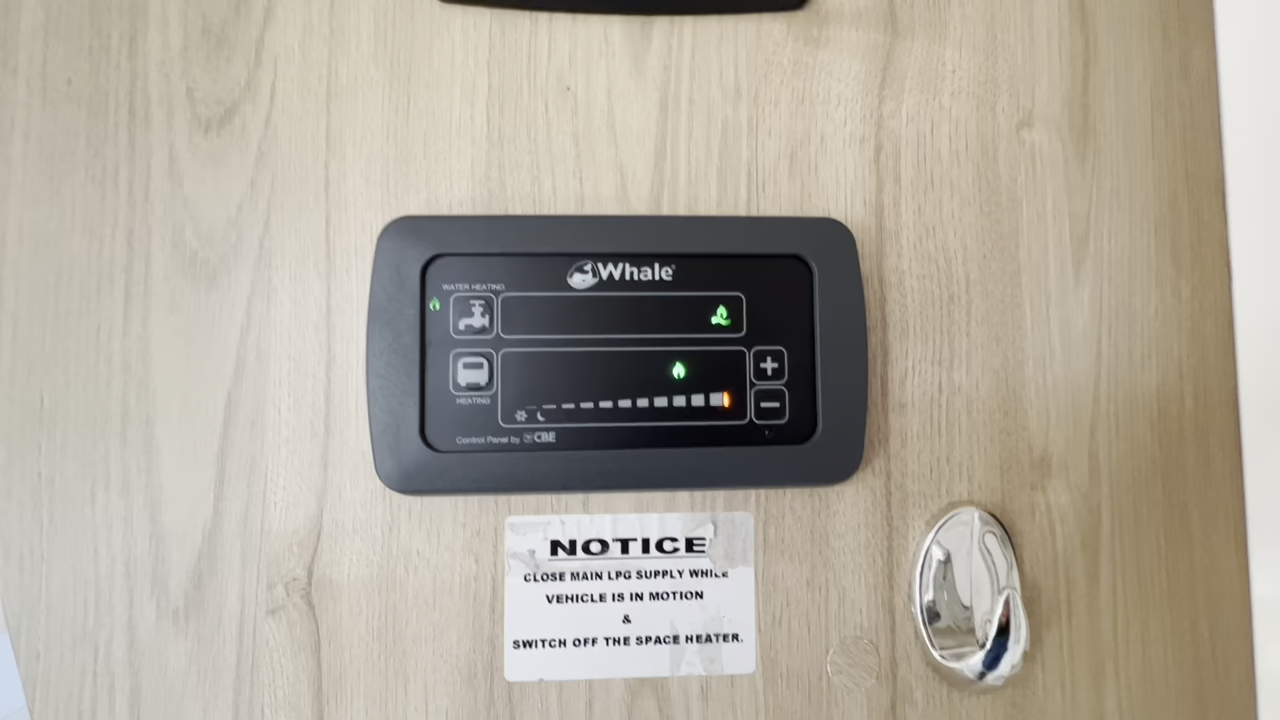 Whale
WATER HEATING
HEATING
Control Panel by CBE
NOTICE
CLOSE MAIN LPG SUPPLY WHILE
VEHICLE IS IN MOTION
&
SWITCH OFF THE SPACE HEATER.